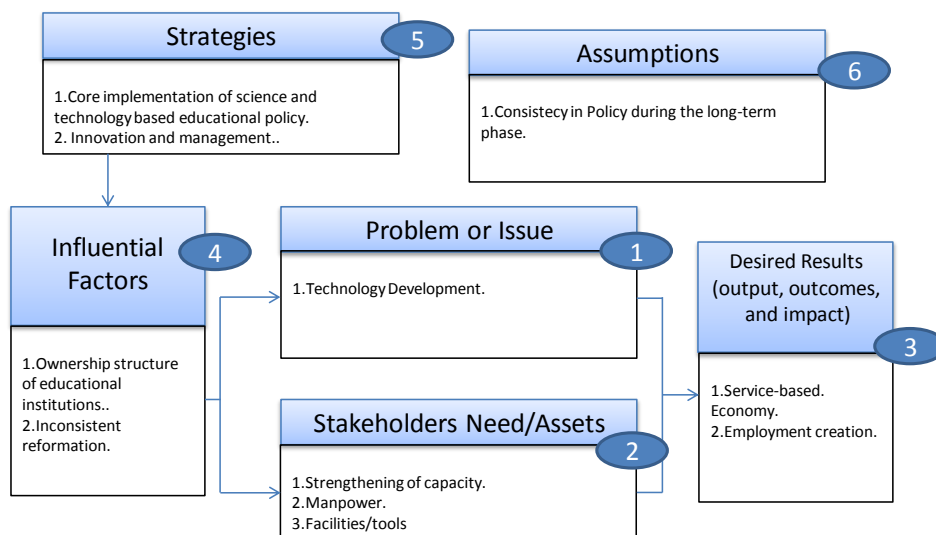 Strategies
5
1.Core implementation of science and
technology based educational policy.
2. Innovation and management..
Assumptions
6
1.Consistecy in Policy during the long-term
phase.
Influential
Factors
4
1.Ownership structure
of educational
institutions..
2.Inconsistent
reformation.
Problem or Issue
1
1.Technology Development.
Stakeholders Need/Assets
2
1.Strengthening of capacity.
2.Manpower.
3.Facilities/tools
Desired Results
(output, outcomes,
and impact)
3
1.Service-based.
Economy.
2.Employment creation.